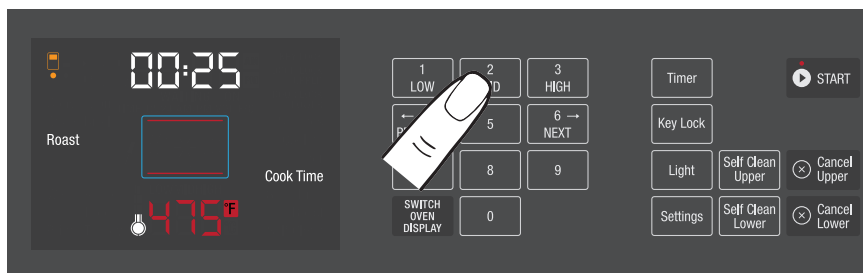 00:25
Roast
Cook Time
475°F
1
LOW
2
3
HIGH
←
5
6 →
NEXT
8
9
SWITCH
OVEN
DISPLAY
0
Timer
Key Lock
Light
Settings
Self Clean
Upper
Self Clean
Lower
START
Cancel
Upper
Cancel
Lower